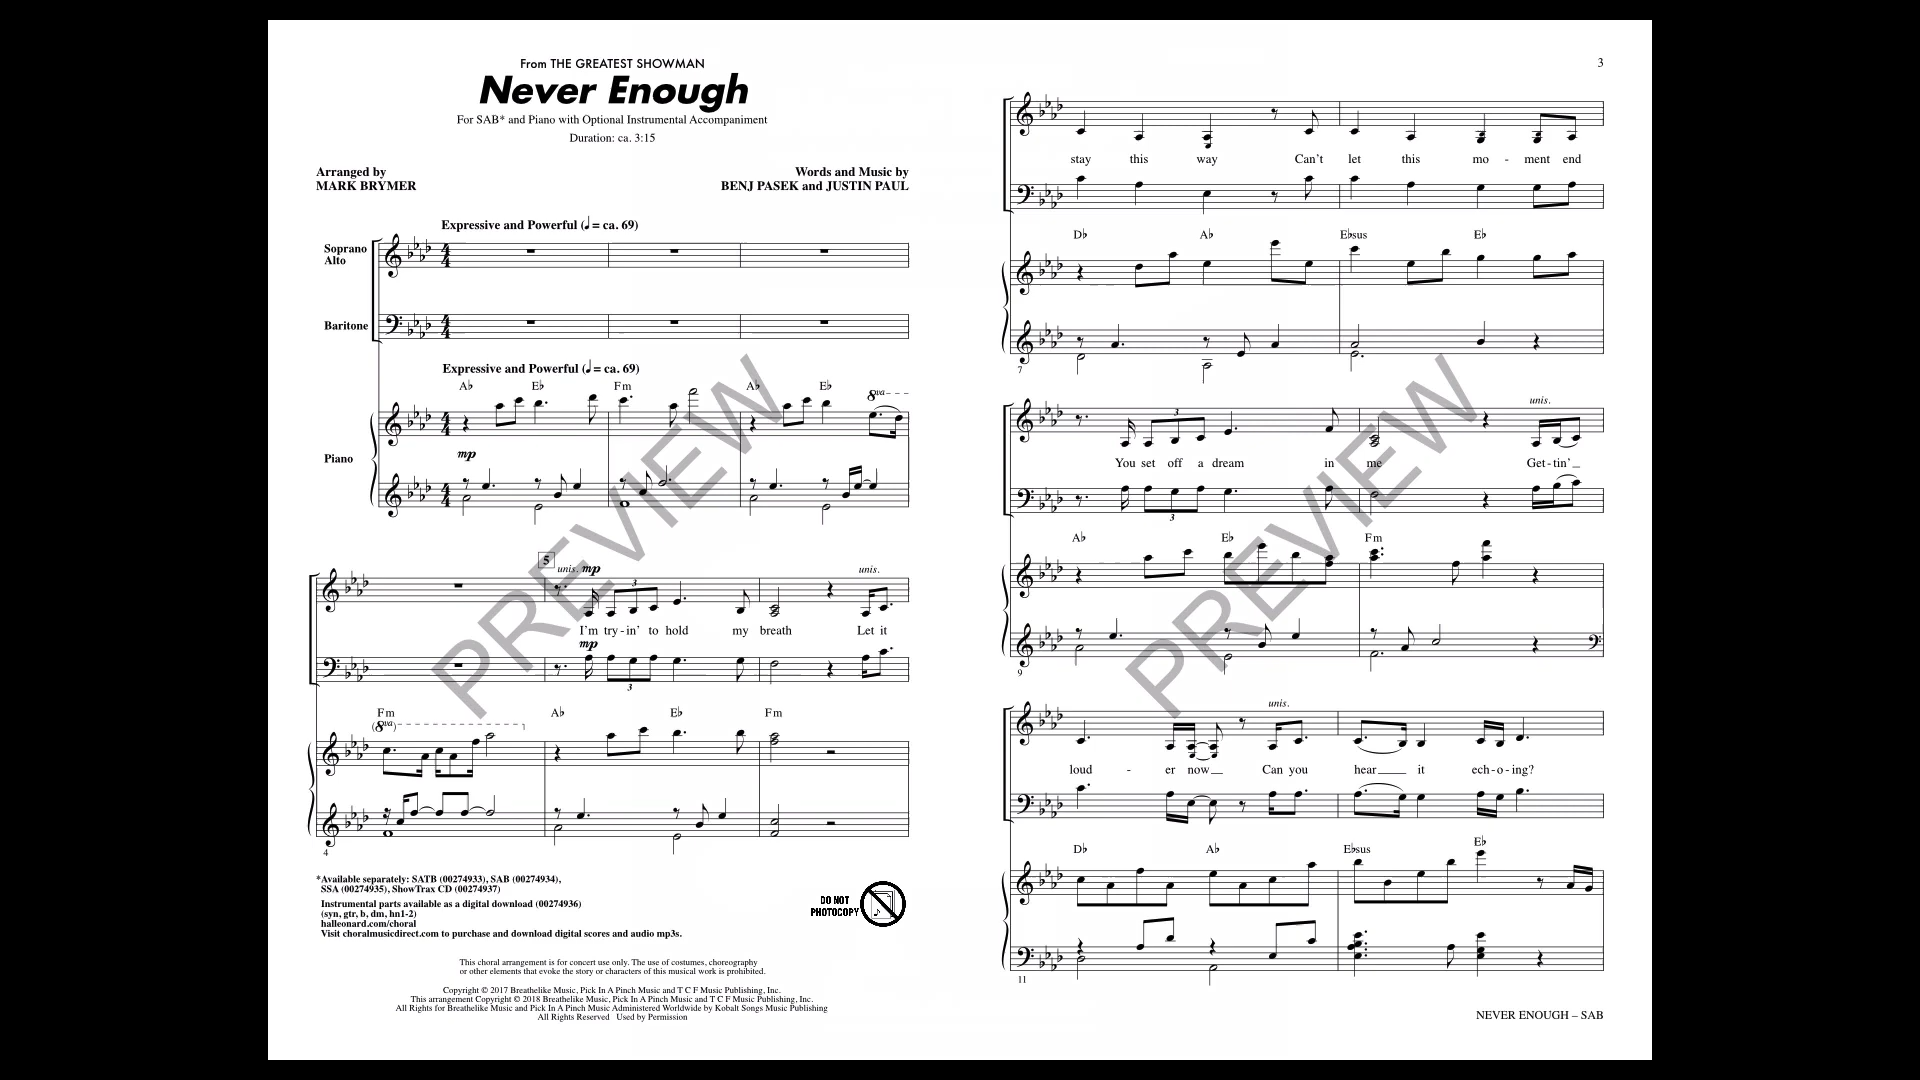 From THE GREATEST SHOWMAN
Never Enough
For SAB* and Piano with Optional Instrumental Accompaniment
Duration: ca. 3:15
Arranged by
MARK BRYMER
Words and Music by
BENJ PASEK and JUSTIN PAUL
Expressive and Powerful (♩ = ca. 69)
Soprano
Alto
Baritone
Expressive and Powerful (♩ = ca. 69)
A♭ E♭ Fm A♭ E♭ 8va
mp
Piano
5 unis. mp 3 unis.
I'm try - in' to hold my breath Let it
mp
3
Fm A♭ E♭ Fm
(8va)
4
*Available separately: SATB (00274933), SAB (00274934),
SSA (00274935), ShowTrax CD (00274937)
Instrumental parts available as a digital download (00274936)
(syn, gtr, b, dm, hn1-2)
halleonard.com/choral
Visit choralmusicdirect.com to purchase and download digital scores and audio mp3s.
DO NOT
PHOTOCOPY
This choral arrangement is for concert use only. The use of costumes, choreography
or other elements that evoke the story or characters of this musical work is prohibited.
Copyright © 2017 Breathelike Music, Pick In A Pinch Music and T C F Music Publishing, Inc.
This arrangement Copyright © 2018 Breathelike Music, Pick In A Pinch Music and T C F Music Publishing, Inc.
All Rights for Breathelike Music and Pick In A Pinch Music Administered Worldwide by Kobalt Songs Music Publishing
All Rights Reserved Used by Permission
PREVIEW
3
stay this way Can't let this mo - ment end
D♭ A♭ E♭sus E♭
7
unis.
3
You set off a dream in me Get - tin'
3
A♭ E♭ Fm
9
unis.
loud - er now Can you hear it ech - o - ing?
D♭ A♭ E♭sus E♭
11
NEVER ENOUGH – SAB
PREVIEW